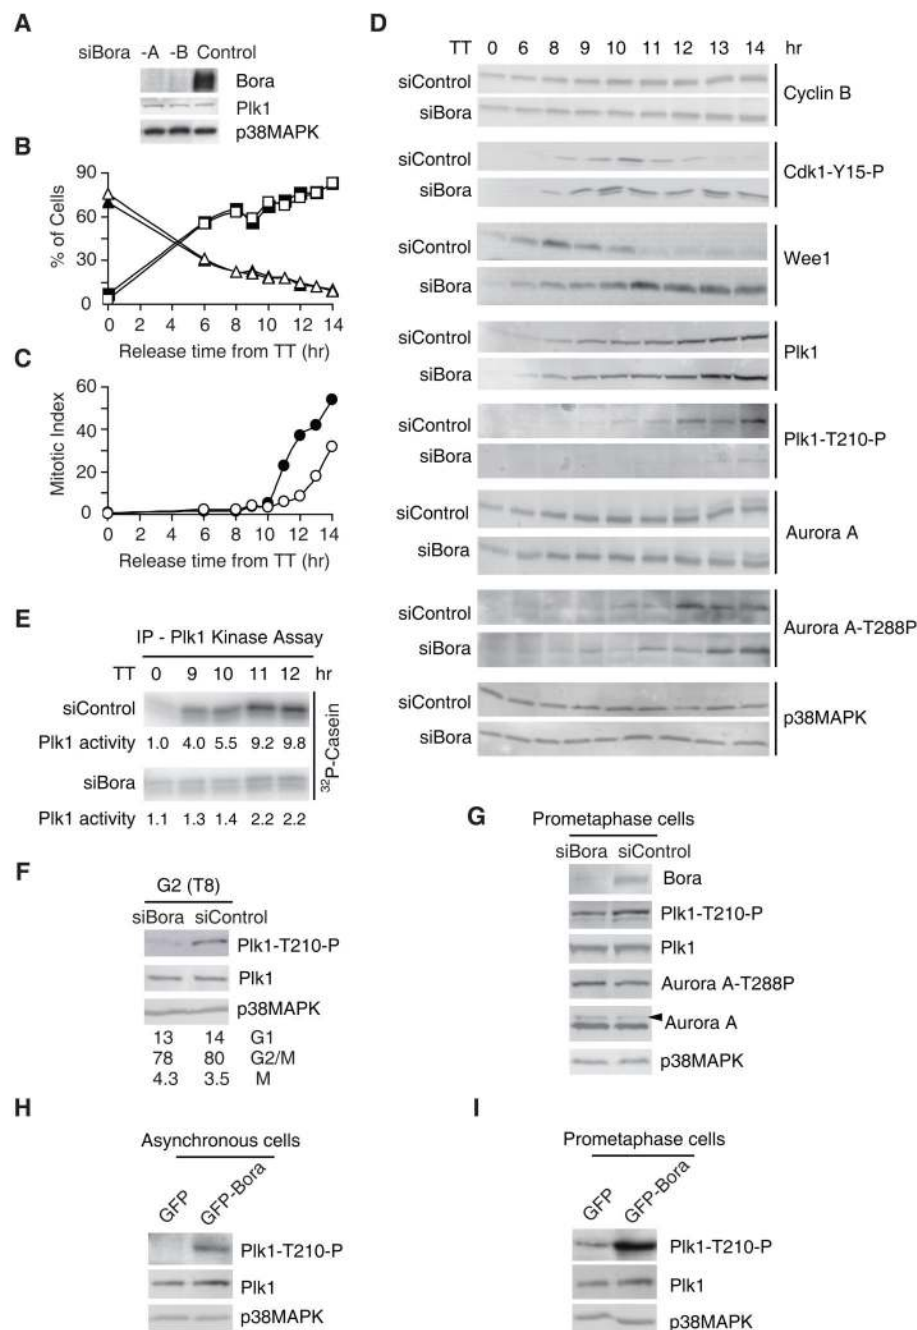 A
siBora -A -B Control
Bora
Plk1
p38MAPK
B
90
60
30
0
% of Cells
0 2 4 6 8 10 12 14
Release time from TT (hr)
C
60
40
20
0
Mitotic Index
0 2 4 6 8 10 12 14
Release time from TT (hr)
D
TT 0 6 8 9 10 11 12 13 14 hr
siControl
siBora
Cyclin B
siControl
siBora
Cdk1-Y15-P
siControl
siBora
Wee1
siControl
siBora
Plk1
siControl
siBora
Plk1-T210-P
siControl
siBora
Aurora A
siControl
siBora
Aurora A-T288P
siControl
siBora
p38MAPK
E
IP - Plk1 Kinase Assay
TT 0 9 10 11 12 hr
siControl
Plk1 activity 1.0 4.0 5.5 9.2 9.8
siBora
Plk1 activity 1.1 1.3 1.4 2.2 2.2
³²P-Casein
F
G2 (T8)
siBora siControl
Plk1-T210-P
Plk1
p38MAPK
13 14 G1
78 80 G2/M
4.3 3.5 M
G
Prometaphase cells
siBora siControl
Bora
Plk1-T210-P
Plk1
Aurora A-T288P
Aurora A
p38MAPK
H
Asynchronous cells
GFP GFP-Bora
Plk1-T210-P
Plk1
p38MAPK
I
Prometaphase cells
GFP GFP-Bora
Plk1-T210-P
Plk1
p38MAPK